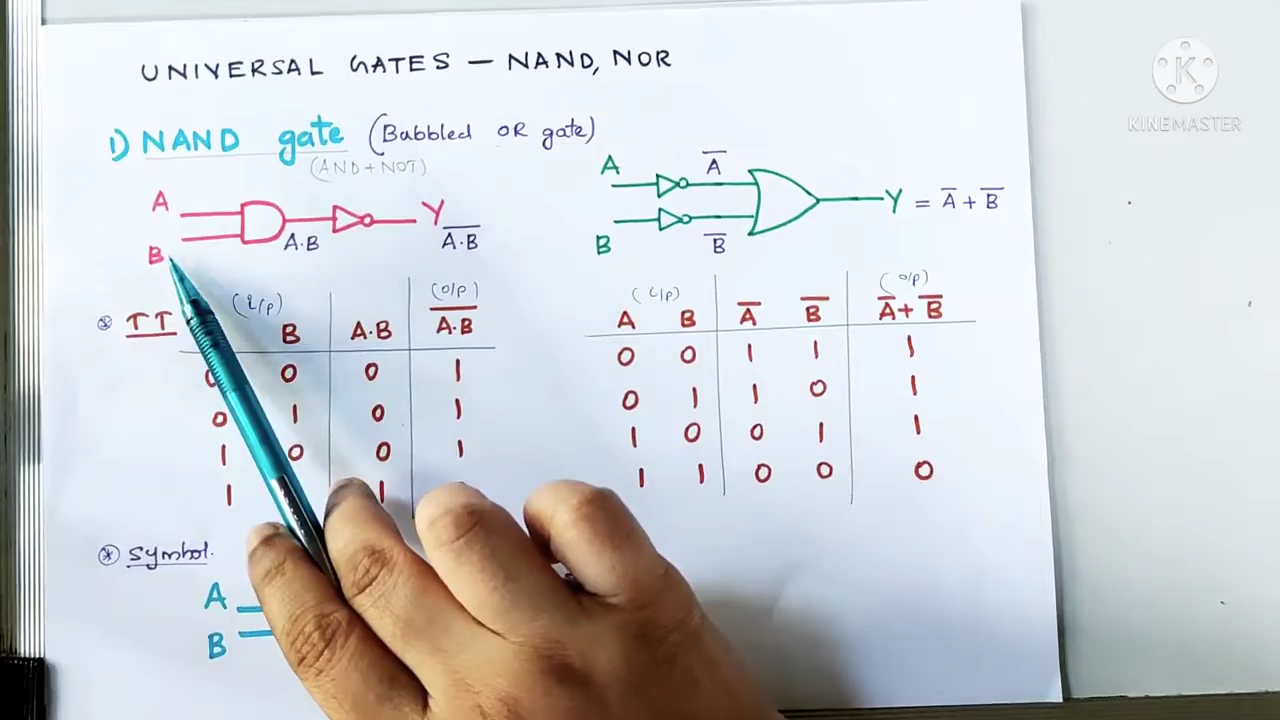 UNIVERSAL GATES – NAND, NOR
1) NAND gate (Bubbled OR gate)
(AND + NOT)
A
B
A.B
Y
A̅.̅B̅
A
B
A̅
B̅
Y = A̅ + B̅
TT
(i/p) (o/p)
B A.B A̅.̅B̅
0 0 0 1
0 1 0 1
1 0 0 1
1 1
(i/p) (o/p)
A B A̅ B̅ A̅ + B̅
0 0 1 1 1
0 1 1 0 1
1 0 0 1 1
1 1 0 0 0
Symbol.
A
B
KINEMASTER